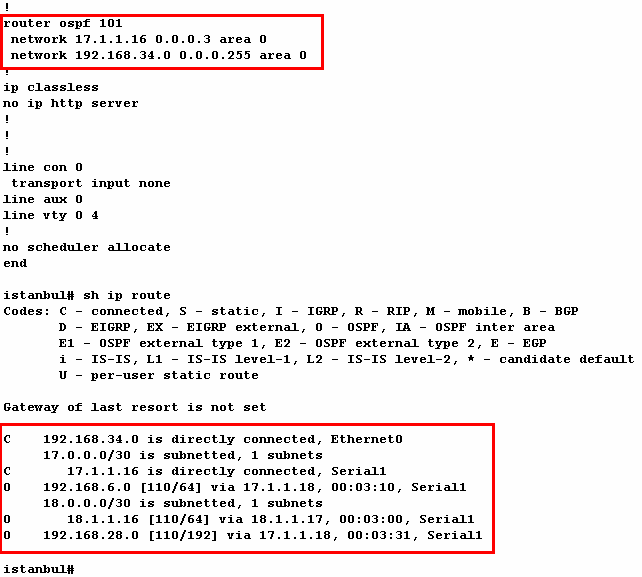 !
router ospf 101
 network 17.1.1.16 0.0.0.3 area 0
 network 192.168.34.0 0.0.0.255 area 0
!
ip classless
no ip http server
!
!
!
line con 0
 transport input none
line aux 0
line vty 0 4
!
no scheduler allocate
end

istanbul# sh ip route
Codes: C - connected, S - static, I - IGRP, R - RIP, M - mobile, B - BGP
       D - EIGRP, EX - EIGRP external, O - OSPF, IA - OSPF inter area
       E1 - OSPF external type 1, E2 - OSPF external type 2, E - EGP
       i - IS-IS, L1 - IS-IS level-1, L2 - IS-IS level-2, * - candidate default
       U - per-user static route

Gateway of last resort is not set

C    192.168.34.0 is directly connected, Ethernet0
     17.0.0.0/30 is subnetted, 1 subnets
C       17.1.1.16 is directly connected, Serial1
O    192.168.6.0 [110/64] via 17.1.1.18, 00:03:10, Serial1
     18.0.0.0/30 is subnetted, 1 subnets
O       18.1.1.16 [110/64] via 18.1.1.17, 00:03:00, Serial1
O    192.168.28.0 [110/192] via 17.1.1.18, 00:03:31, Serial1

istanbul#